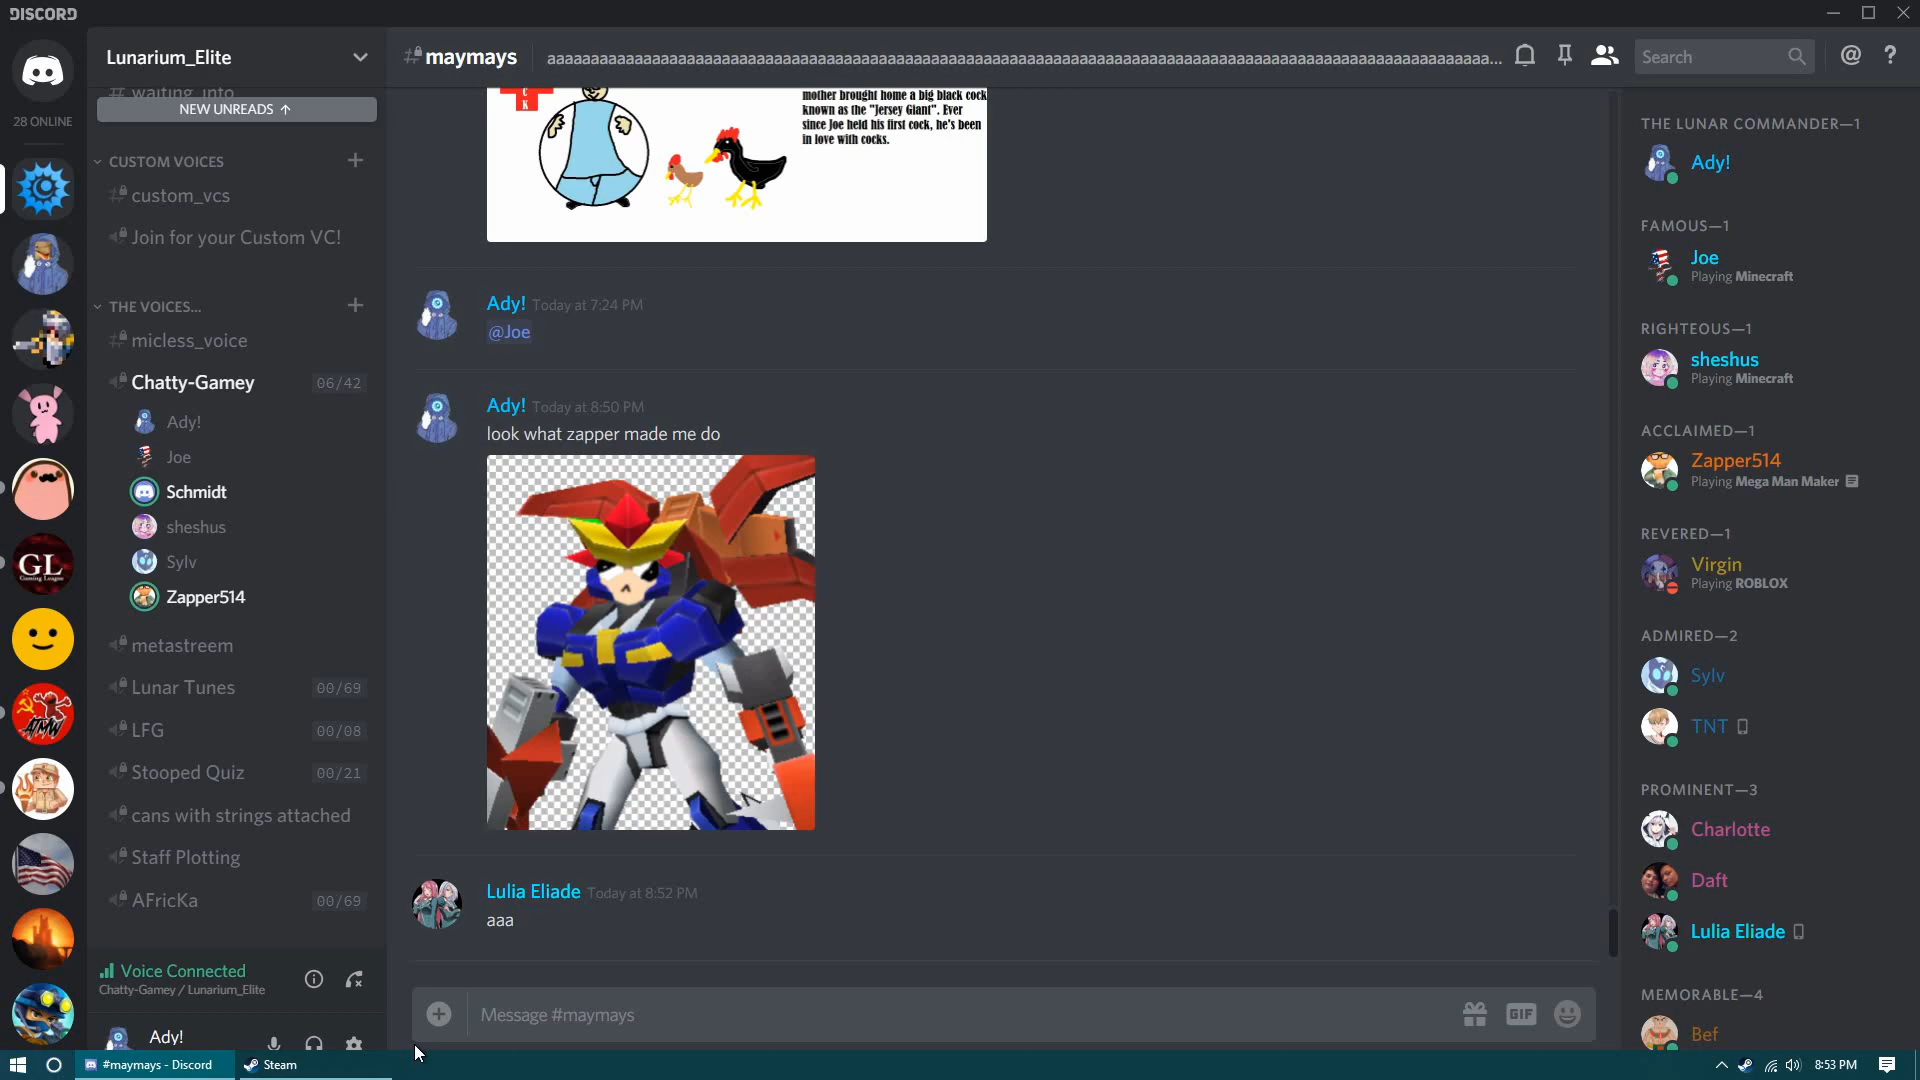 DISCORD
Lunarium_Elite
maymays
aaaaaaaaaaaaaaaaaaaaaaaaaaaaaaaaaaaaaaaaaaaaaaaaaaaaaaaaaaaaaaaaaaaaaaaaaaaaaaaaaaaaaaaaaaaaaaaaaaaaaaaaaaaaaaa...
Search
28 ONLINE
waiting_info
NEW UNREADS ↑
CUSTOM VOICES
custom_vcs
Join for your Custom VC!
THE VOICES...
micless_voice
Chatty-Gamey 06/42
Ady!
Joe
Schmidt
sheshus
Sylv
Zapper514
metastreem
Lunar Tunes 00/69
LFG 00/08
Stooped Quiz 00/21
cans with strings attached
Staff Plotting
AFricKa 00/69
Voice Connected
Chatty-Gamey / Lunarium_Elite
Ady!
GL
Gaming League
ATMW
CK
mother brought home a big black cock
known as the "Jersey Giant". Ever
since Joe held his first cock, he's been
in love with cocks.
Ady! Today at 7:24 PM
@Joe
Ady! Today at 8:50 PM
look what zapper made me do
Lulia Eliade Today at 8:52 PM
aaa
Message #maymays
GIF
THE LUNAR COMMANDER—1
Ady!
FAMOUS—1
Joe
Playing Minecraft
RIGHTEOUS—1
sheshus
Playing Minecraft
ACCLAIMED—1
Zapper514
Playing Mega Man Maker
REVERED—1
Virgin
Playing ROBLOX
ADMIRED—2
Sylv
TNT
PROMINENT—3
Charlotte
Daft
Lulia Eliade
MEMORABLE—4
Bef
#maymays - Discord
Steam
8:53 PM